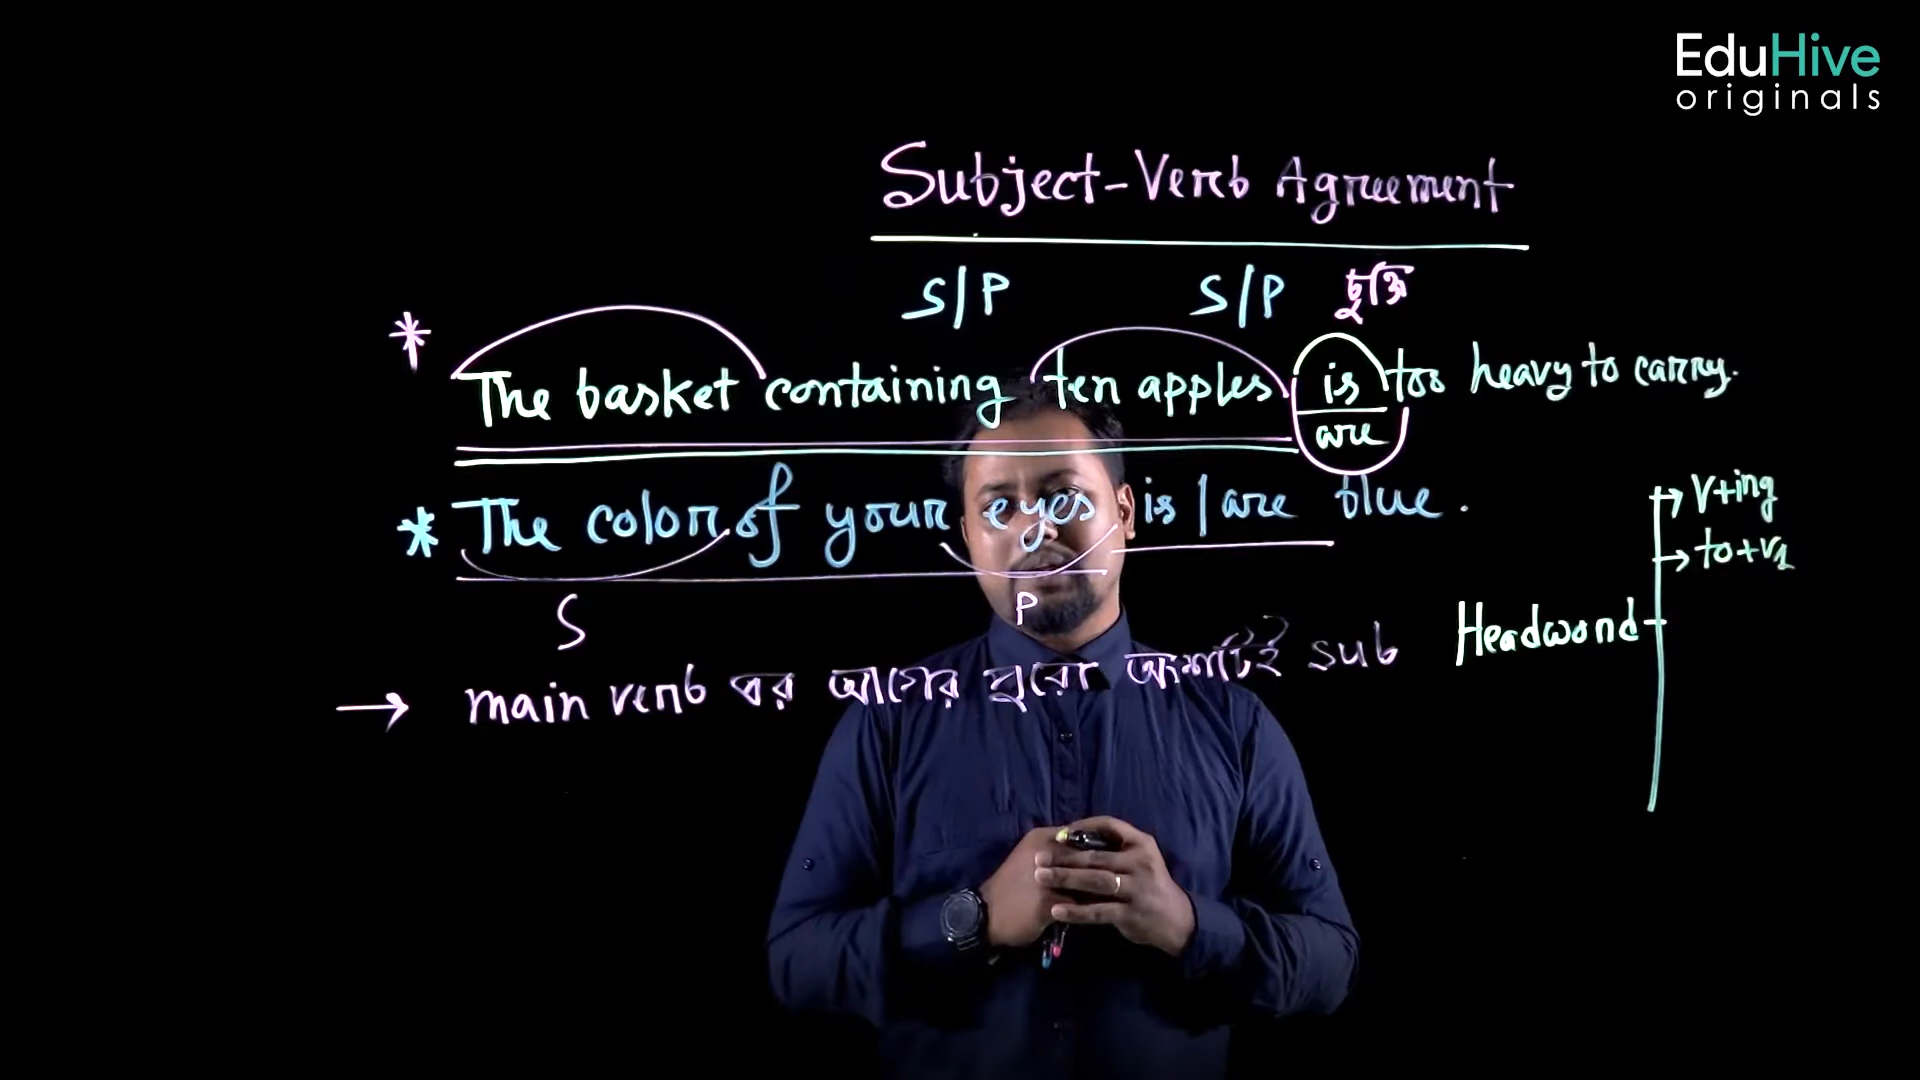 EduHive
originals
Subject-Verb Agreement
S/P S/P চুক্তি
* The basket containing ten apples is too heavy to carry.
are
* The color of your eyes is/are blue.
S P
→ main verb এর আগের পুরো অংশটিই sub
Headword
→ V+ing
→ to+V1